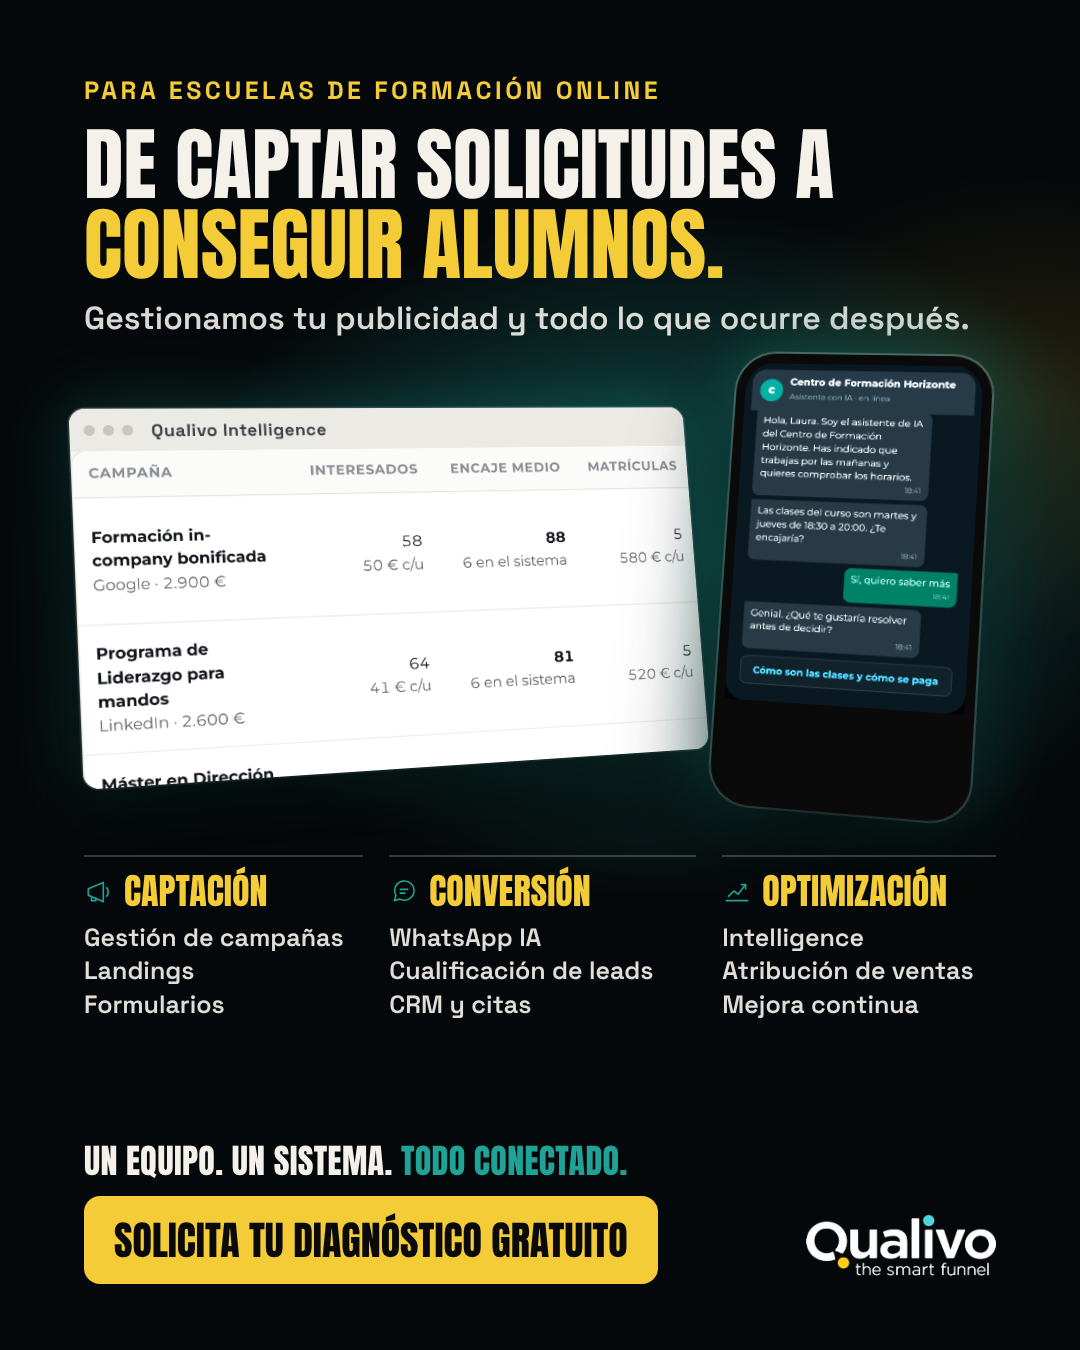 PARA ESCUELAS DE FORMACIÓN ONLINE
DE CAPTAR SOLICITUDES A
CONSEGUIR ALUMNOS.
Gestionamos tu publicidad y todo lo que ocurre después.
Qualivo Intelligence
CAMPAÑA INTERESADOS ENCAJE MEDIO MATRÍCULAS
Formación in-
company bonificada
Google · 2.900 €
58 88 5
50 € c/u 6 en el sistema 580 € c/u
Programa de
Liderazgo para
mandos
LinkedIn · 2.600 €
64 81 5
41 € c/u 6 en el sistema 520 € c/u
Máster en Dirección
c
Centro de Formación Horizonte
Asistente con IA · en línea
Hola, Laura. Soy el asistente de IA
del Centro de Formación
Horizonte. Has indicado que
trabajas por las mañanas y
quieres comprobar los horarios.
18:41
Las clases del curso son martes y
jueves de 18:30 a 20:00. ¿Te
encajaría?
18:41
Sí, quiero saber más
18:41
Genial. ¿Qué te gustaría resolver
antes de decidir?
18:41
Cómo son las clases y cómo se paga
CAPTACIÓN
Gestión de campañas
Landings
Formularios
CONVERSIÓN
WhatsApp IA
Cualificación de leads
CRM y citas
OPTIMIZACIÓN
Intelligence
Atribución de ventas
Mejora continua
UN EQUIPO. UN SISTEMA. TODO CONECTADO.
SOLICITA TU DIAGNÓSTICO GRATUITO
Qualivo
the smart funnel